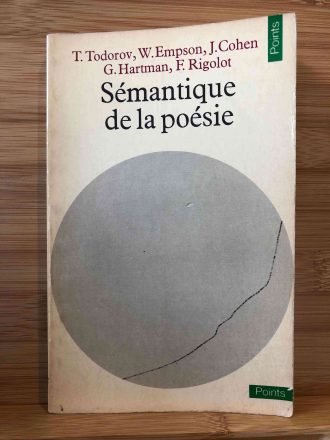 T. Todorov, W. Empson, J. Cohen
G. Hartman, F. Rigolot
Sémantique
de la poésie
Points
Points